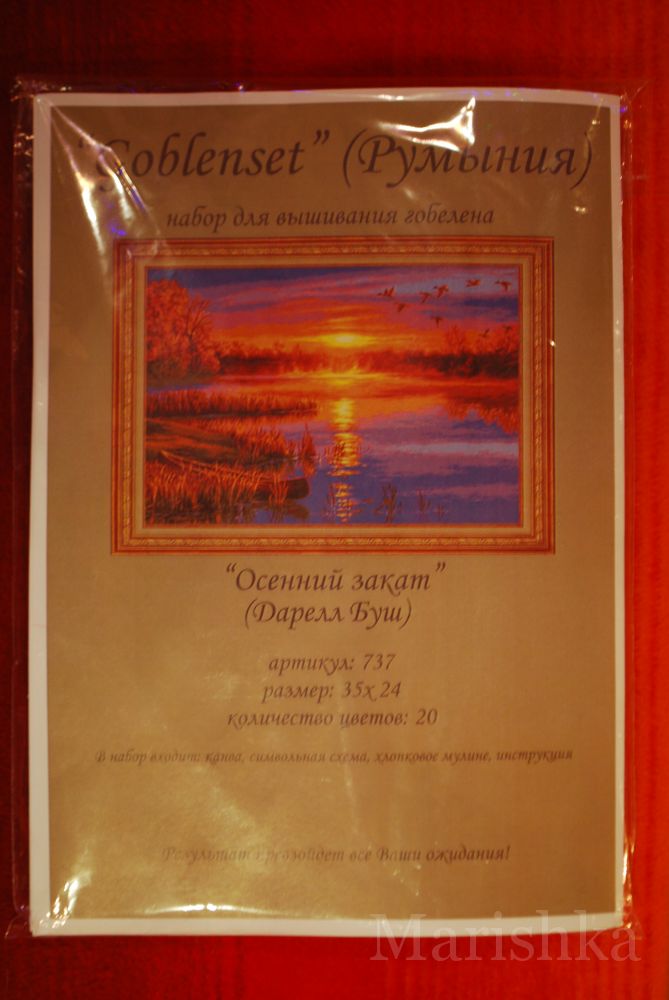 "Goblenset" (Румыния)
набор для вышивания гобелена
"Осенний закат"
(Дарелл Буш)
артикул: 737
размер: 35х 24
количество цветов: 20
В набор входит: канва, символьная схема, хлопковое мулине, инструкция
Результат превзойдет все Ваши ожидания!
Marishka